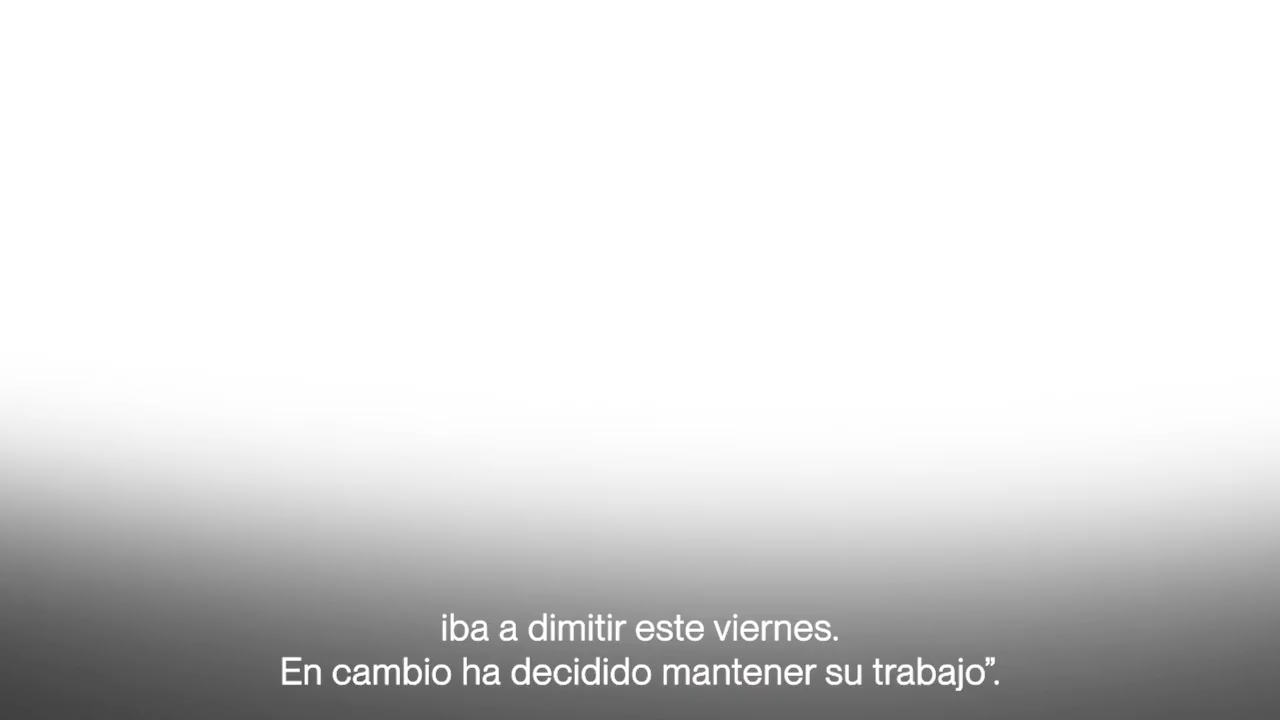 iba a dimitir este viernes.
En cambio ha decidido mantener su trabajo”.